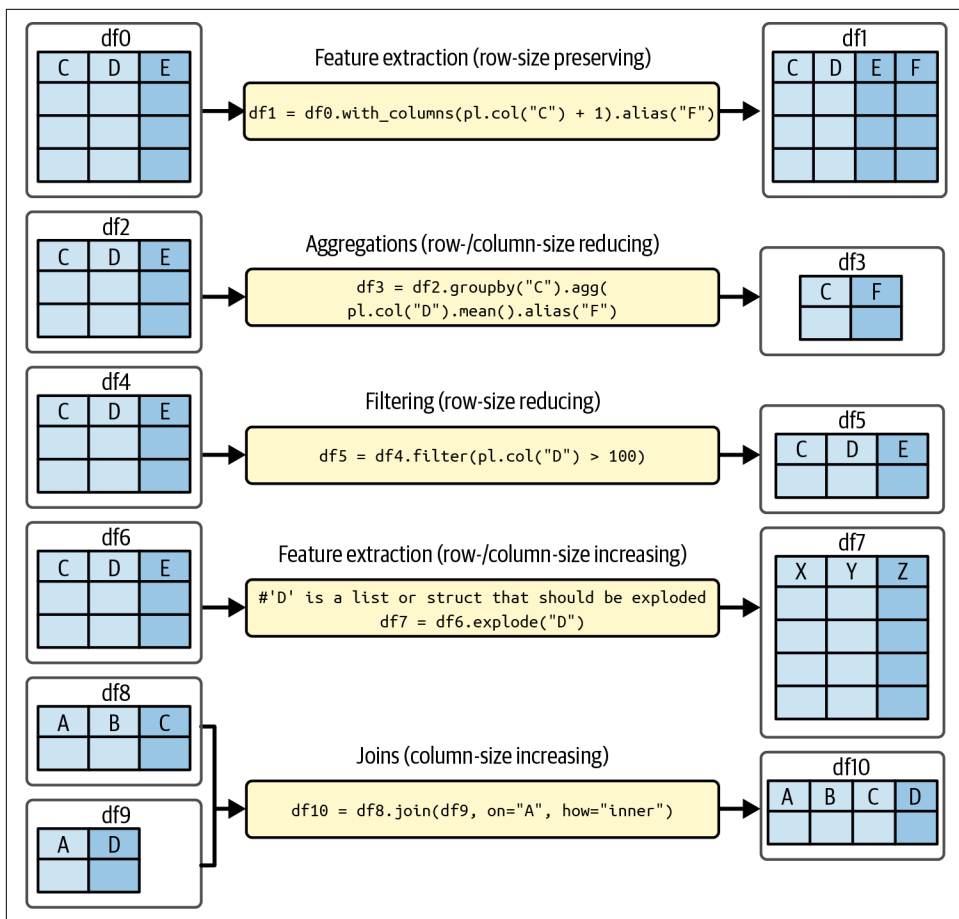 df0
C D E
Feature extraction (row-size preserving)
df1 = df0.with_columns(pl.col("C") + 1).alias("F")
df1
C D E F
df2
C D E
Aggregations (row-/column-size reducing)
df3 = df2.groupby("C").agg(
pl.col("D").mean().alias("F")
df3
C F
df4
C D E
Filtering (row-size reducing)
df5 = df4.filter(pl.col("D") > 100)
df5
C D E
df6
C D E
Feature extraction (row-/column-size increasing)
#'D' is a list or struct that should be exploded
df7 = df6.explode("D")
df7
X Y Z
df8
A B C
df9
A D
Joins (column-size increasing)
df10 = df8.join(df9, on="A", how="inner")
df10
A B C D